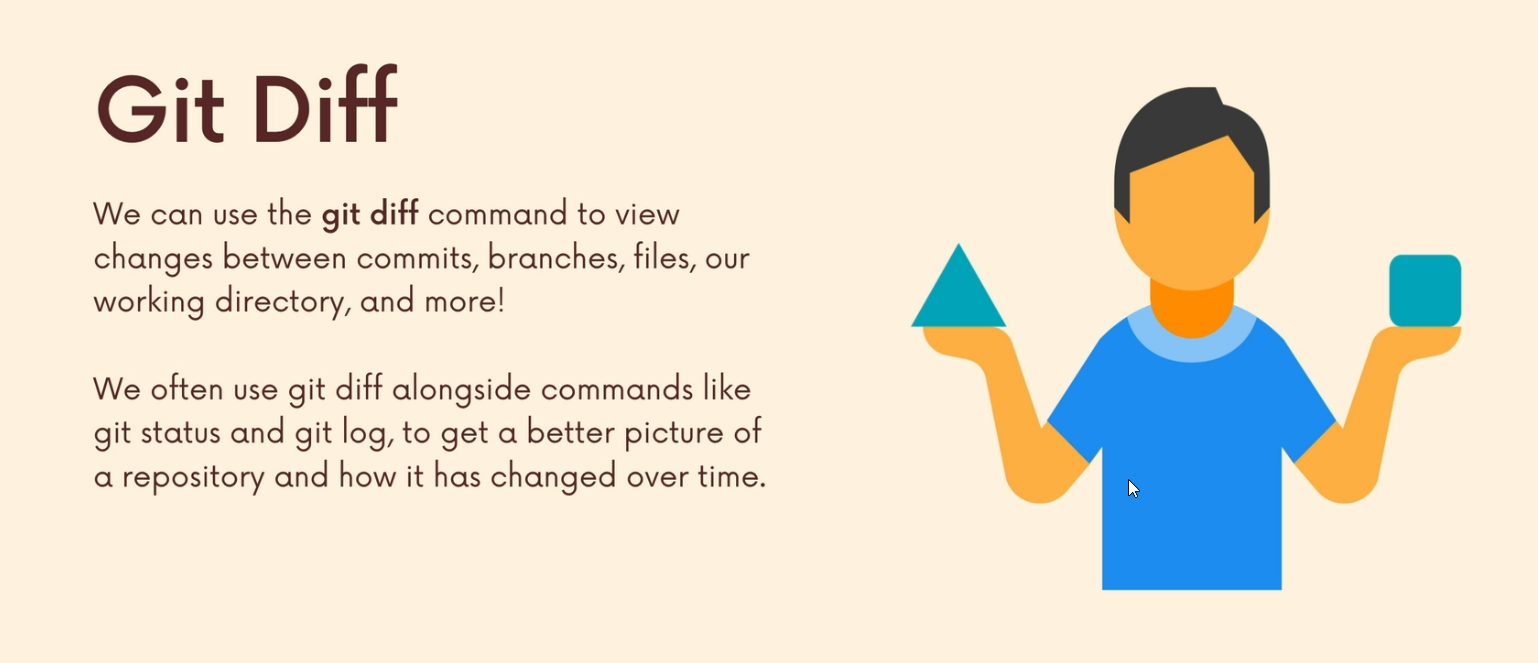 Git Diff
We can use the git diff command to view
changes between commits, branches, files, our
working directory, and more!
We often use git diff alongside commands like
git status and git log, to get a better picture of
a repository and how it has changed over time.